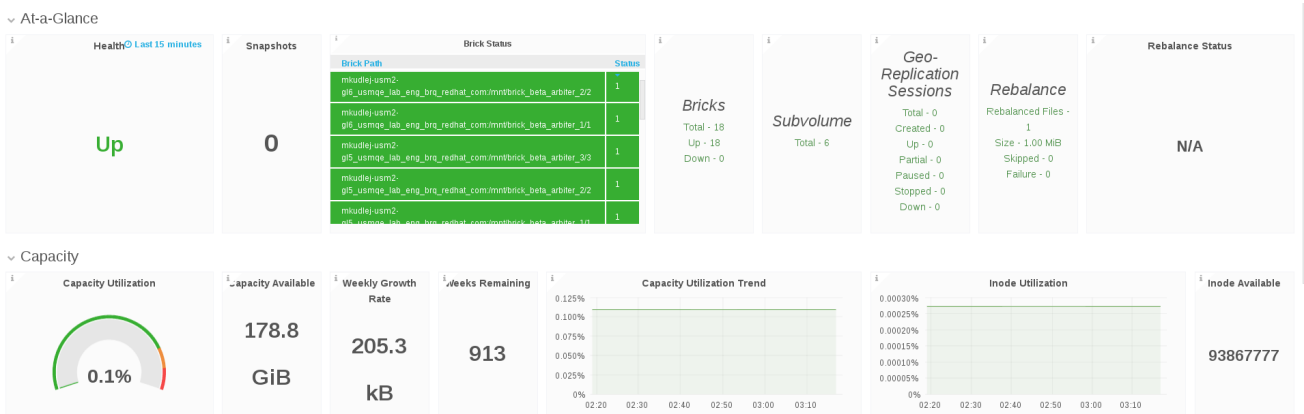 At-a-Glance
Health
Last 15 minutes
Up
Snapshots
0
Brick Status
Brick Path Status
mkudlej-usm2-
gl6_usmqe_lab_eng_brq_redhat_com:/mnt/brick_beta_arbiter_2/2 1
mkudlej-usm2-
gl6_usmqe_lab_eng_brq_redhat_com:/mnt/brick_beta_arbiter_1/1 1
mkudlej-usm2-
gl5_usmqe_lab_eng_brq_redhat_com:/mnt/brick_beta_arbiter_3/3 1
mkudlej-usm2-
gl5_usmqe_lab_eng_brq_redhat_com:/mnt/brick_beta_arbiter_2/2 1
mkudlej-usm2-
gl5_usmqe_lab_eng_brq_redhat_com:/mnt/brick_beta_arbiter_1/1 1
Bricks
Total - 18
Up - 18
Down - 0
Subvolume
Total - 6
Geo-
Replication
Sessions
Total - 0
Created - 0
Up - 0
Partial - 0
Paused - 0
Stopped - 0
Down - 0
Rebalance
Rebalanced Files -
1
Size - 1.00 MiB
Skipped - 0
Failure - 0
Rebalance Status
N/A
Capacity
Capacity Utilization
0.1%
Capacity Available
178.8
GiB
Weekly Growth
Rate
205.3
kB
Weeks Remaining
913
Capacity Utilization Trend
0.125%
0.100%
0.075%
0.050%
0.025%
0%
02:20 02:30 02:40 02:50 03:00 03:10
Inode Utilization
0.00030%
0.00025%
0.00020%
0.00015%
0.00010%
0.00005%
0%
02:20 02:30 02:40 02:50 03:00 03:10
Inode Available
93867777